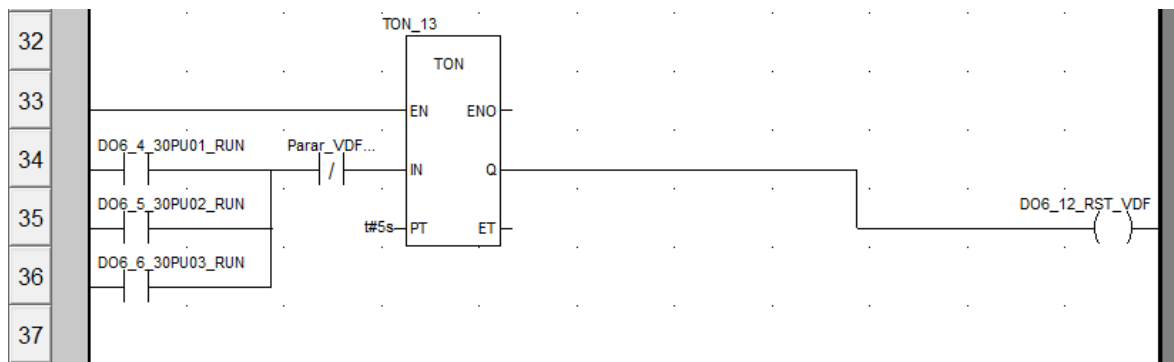 TON_13
32
TON
33
EN ENO
DO6_4_30PU01_RUN Parar_VDF...
34
/ IN Q
DO6_5_30PU02_RUN DO6_12_RST_VDF
35
t#5s PT ET
DO6_6_30PU03_RUN
36
37